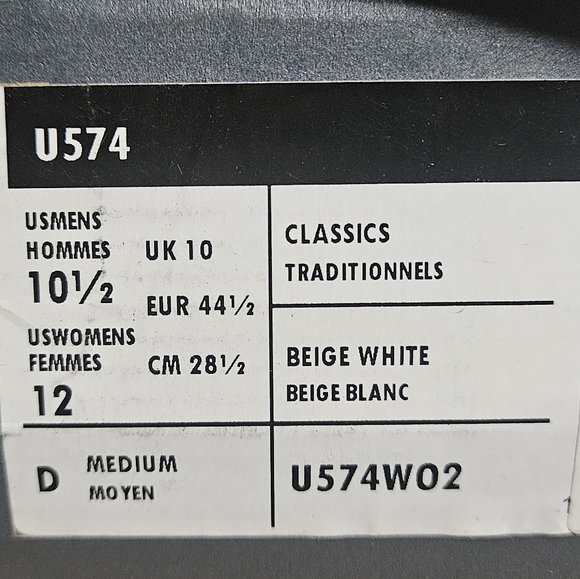 U574
USMENS
HOMMES
10½
UK 10
EUR 44½
USWOMENS
FEMMES
12
CM 28½
CLASSICS
TRADITIONNELS
BEIGE WHITE
BEIGE BLANC
D
MEDIUM
MOYEN
U574WO2